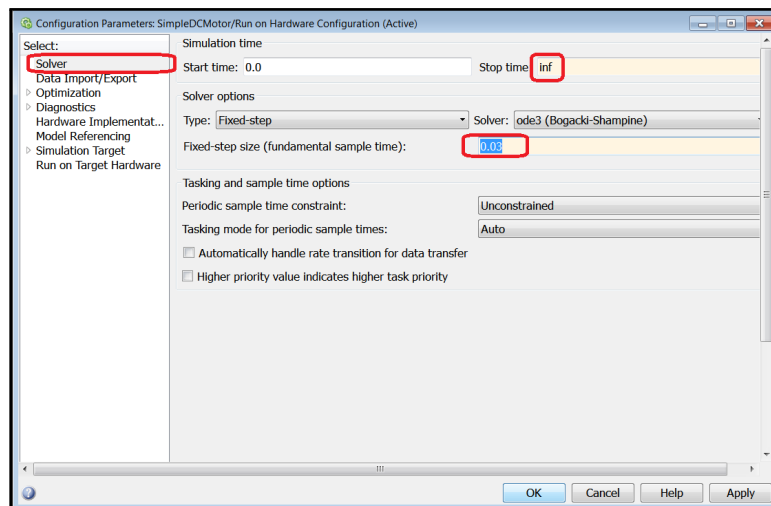 Configuration Parameters: SimpleDCMotor/Run on Hardware Configuration (Active)
Select:
Solver
Data Import/Export
Optimization
Diagnostics
Hardware Implementat...
Model Referencing
Simulation Target
Run on Target Hardware
Simulation time
Start time: 0.0 Stop time inf
Solver options
Type: Fixed-step Solver: ode3 (Bogacki-Shampine)
Fixed-step size (fundamental sample time): 0.03
Tasking and sample time options
Periodic sample time constraint: Unconstrained
Tasking mode for periodic sample times: Auto
Automatically handle rate transition for data transfer
Higher priority value indicates higher task priority
OK Cancel Help Apply